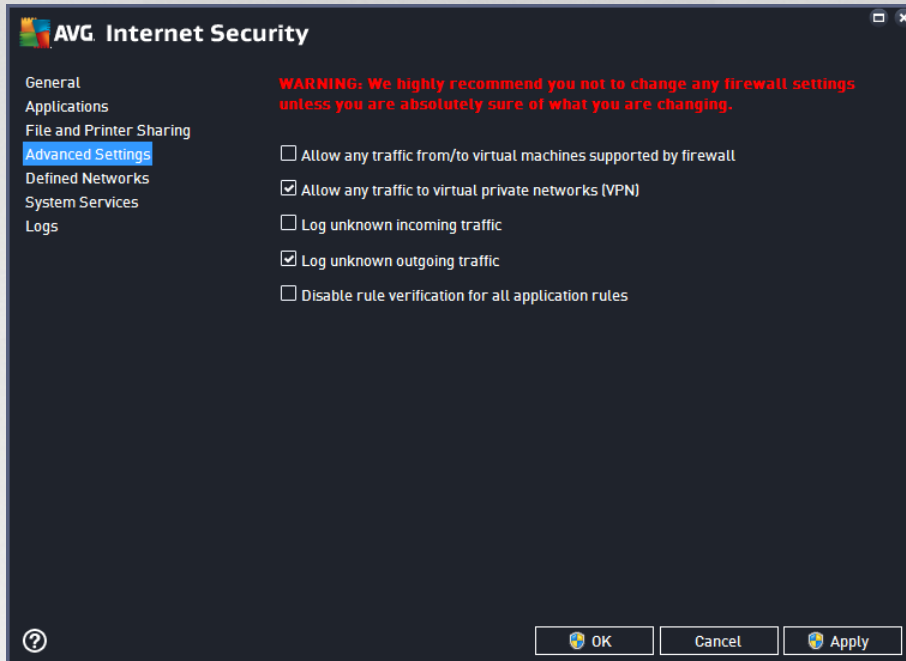 AVG. Internet Security
General
Applications
File and Printer Sharing
Advanced Settings
Defined Networks
System Services
Logs
WARNING: We highly recommend you not to change any firewall settings
unless you are absolutely sure of what you are changing.
Allow any traffic from/to virtual machines supported by firewall
Allow any traffic to virtual private networks (VPN)
Log unknown incoming traffic
Log unknown outgoing traffic
Disable rule verification for all application rules
?
OK
Cancel
Apply